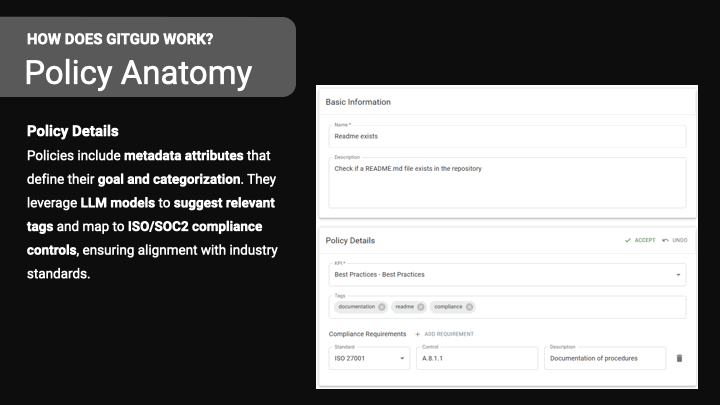 HOW DOES GITGUD WORK?
Policy Anatomy
Policy Details
Policies include metadata attributes that
define their goal and categorization. They
leverage LLM models to suggest relevant
tags and map to ISO/SOC2 compliance
controls, ensuring alignment with industry
standards.
Basic Information
Name *
Readme exists
Description
Check if a README.md file exists in the repository
Policy Details
ACCEPT UNDO
KPI *
Best Practices - Best Practices
Tags
documentation readme compliance
Compliance Requirements + ADD REQUIREMENT
Standard Control Description
ISO 27001 A.8.1.1 Documentation of procedures